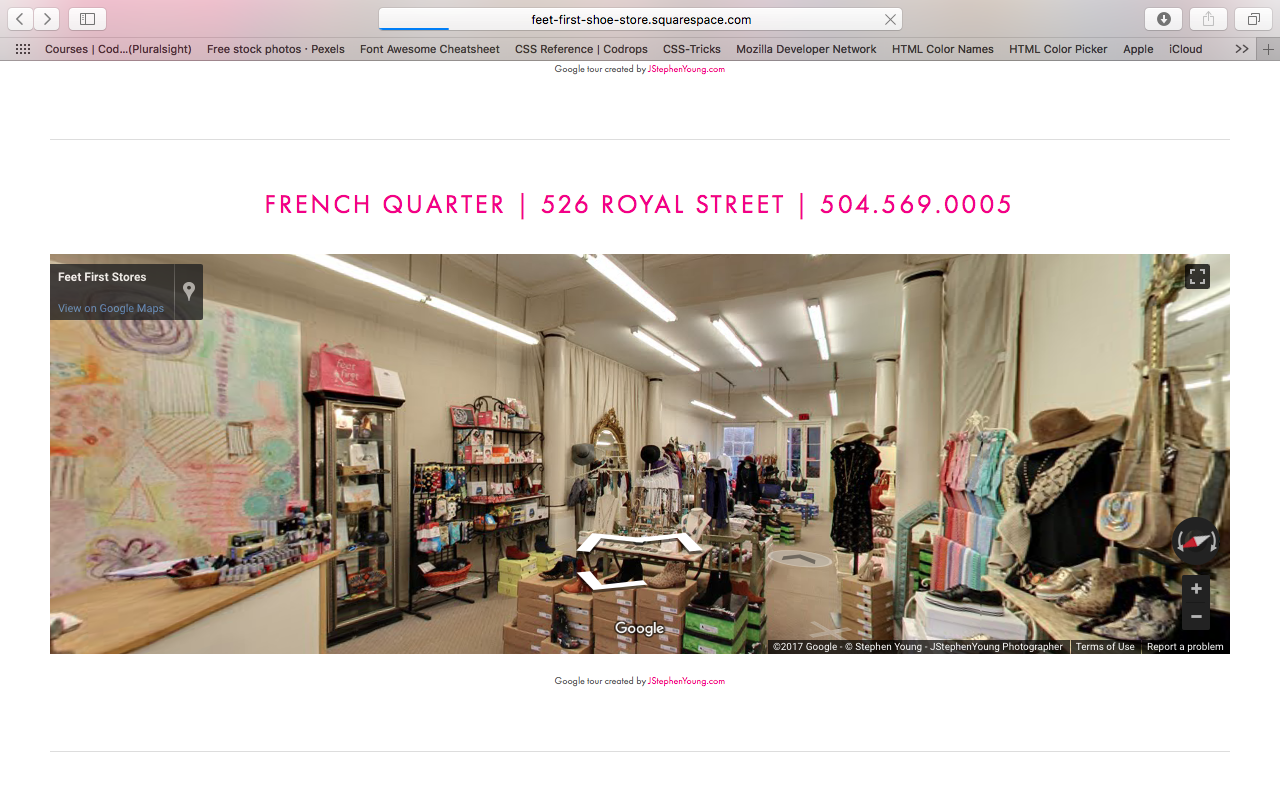 feet-first-shoe-store.squarespace.com
Courses | Cod...(Pluralsight) Free stock photos · Pexels Font Awesome Cheatsheet CSS Reference | Codrops CSS-Tricks Mozilla Developer Network HTML Color Names HTML Color Picker Apple iCloud >>
Google tour created by JStephenYoung.com
FRENCH QUARTER | 526 ROYAL STREET | 504.569.0005
Feet First Stores
View on Google Maps
feet
first
Google
©2017 Google - © Stephen Young - JStephenYoung Photographer Terms of Use Report a problem
Google tour created by JStephenYoung.com